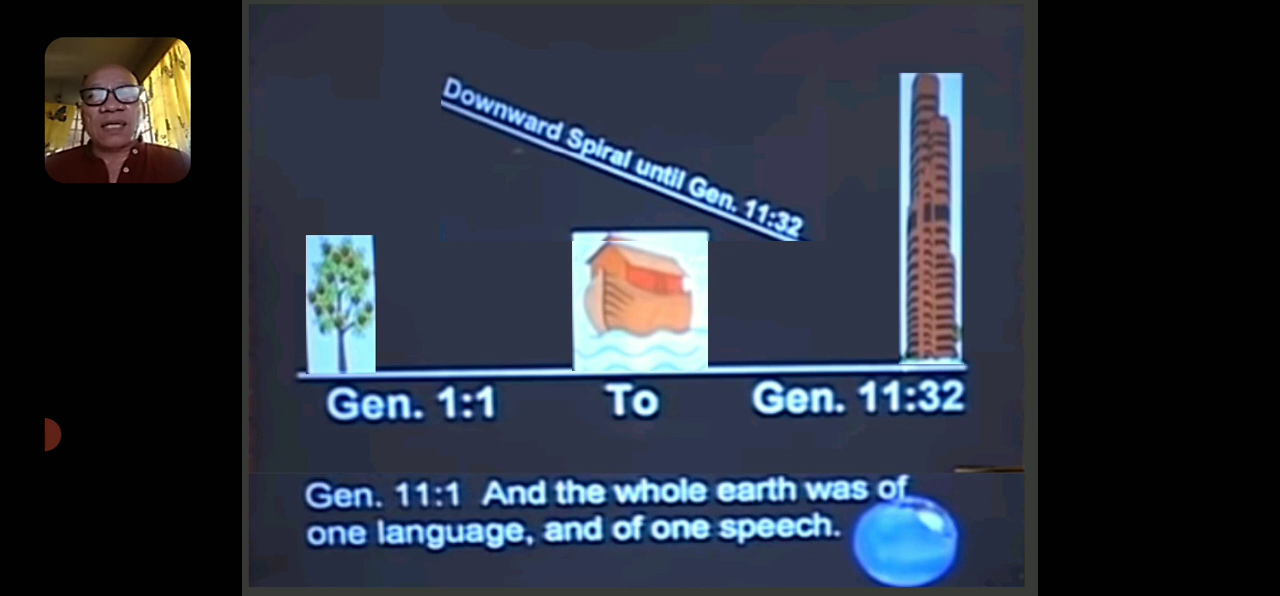 Downward Spiral until Gen. 11:32
Gen. 1:1 To Gen. 11:32
Gen. 11:1 And the whole earth was of
one language, and of one speech.